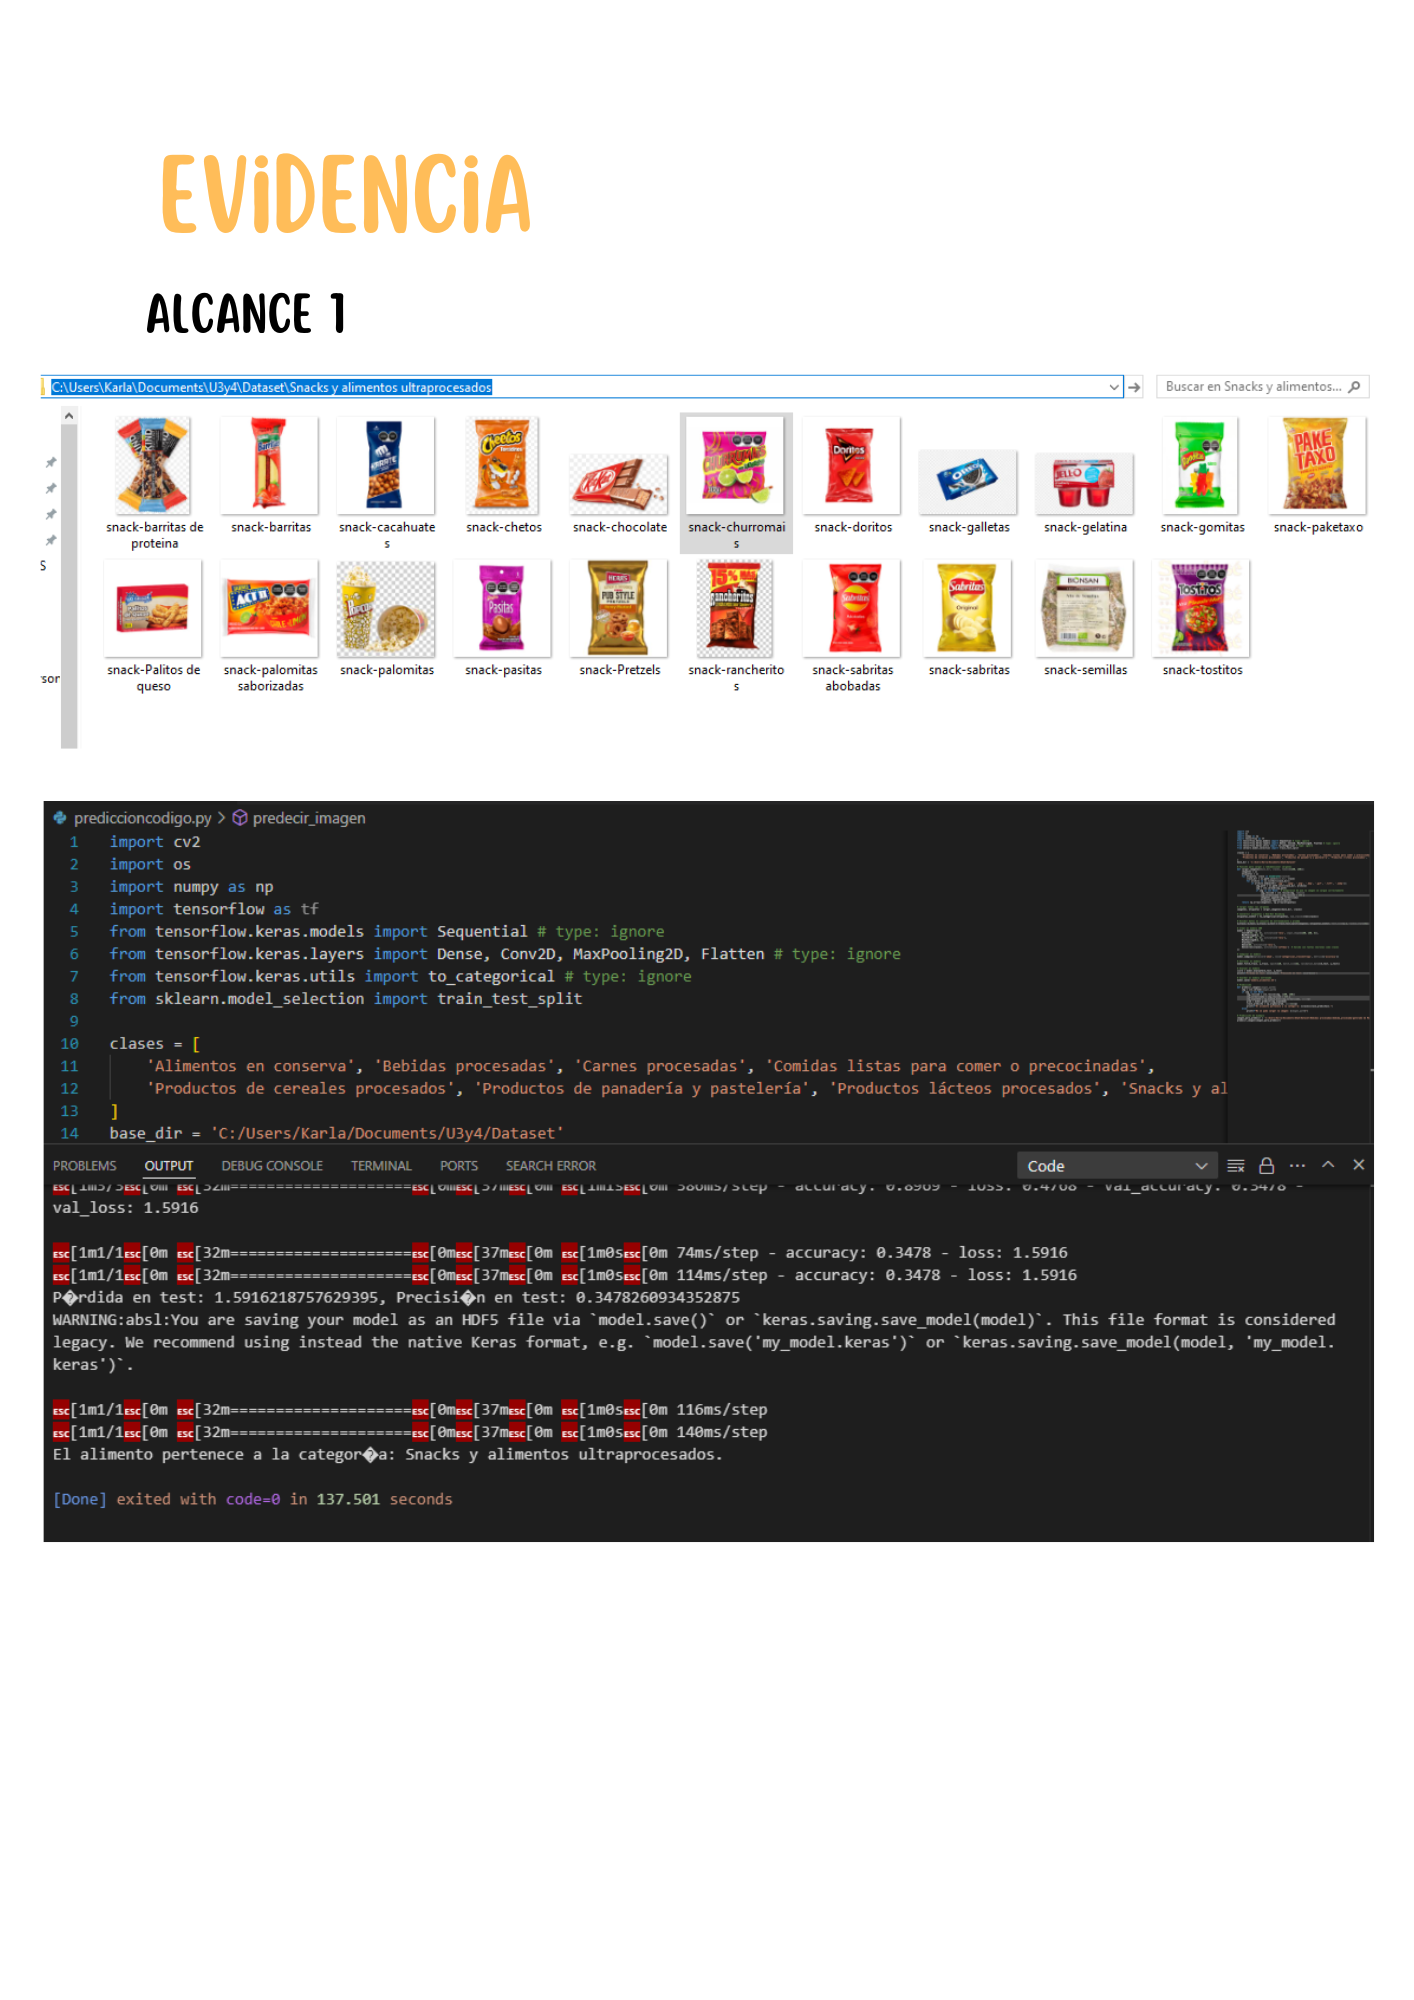 EViDENCiA
ALCANCE 1
C:\Users\Karla\Documents\U3y4\Dataset\Snacks y alimentos ultraprocesados
Buscar en Snacks y alimentos...
snack-barritas de proteina
snack-barritas
snack-cacahuates
snack-chetos
snack-chocolate
snack-churromais
snack-doritos
snack-galletas
snack-gelatina
snack-gomitas
snack-paketaxo
S
snack-Palitos de queso
snack-palomitas saborizadas
snack-palomitas
snack-pasitas
snack-Pretzels
snack-rancheritos
snack-sabritas abobadas
snack-sabritas
snack-semillas
snack-tostitos
prediccioncodigo.py > predecir_imagen
1 import cv2
2 import os
3 import numpy as np
4 import tensorflow as tf
5 from tensorflow.keras.models import Sequential # type: ignore
6 from tensorflow.keras.layers import Dense, Conv2D, MaxPooling2D, Flatten # type: ignore
7 from tensorflow.keras.utils import to_categorical # type: ignore
8 from sklearn.model_selection import train_test_split
9
10 clases = [
11 'Alimentos en conserva', 'Bebidas procesadas', 'Carnes procesadas', 'Comidas listas para comer o precocinadas',
12 'Productos de cereales procesados', 'Productos de panadería y pastelería', 'Productos lácteos procesados', 'Snacks y al
13 ]
14 base_dir = 'C:/Users/Karla/Documents/U3y4/Dataset'
PROBLEMS OUTPUT DEBUG CONSOLE TERMINAL PORTS SEARCH ERROR Code
val_loss: 1.5916
ESC[1m1/1ESC[0m ESC[32m====================ESC[0mESC[37mESC[0m ESC[1m0sESC[0m 74ms/step - accuracy: 0.3478 - loss: 1.5916
ESC[1m1/1ESC[0m ESC[32m====================ESC[0mESC[37mESC[0m ESC[1m0sESC[0m 114ms/step - accuracy: 0.3478 - loss: 1.5916
P�rdida en test: 1.5916218757629395, Precisi�n en test: 0.3478260934352875
WARNING:absl:You are saving your model as an HDF5 file via `model.save()` or `keras.saving.save_model(model)`. This file format is considered
legacy. We recommend using instead the native Keras format, e.g. `model.save('my_model.keras')` or `keras.saving.save_model(model, 'my_model.
keras')`.
ESC[1m1/1ESC[0m ESC[32m====================ESC[0mESC[37mESC[0m ESC[1m0sESC[0m 116ms/step
ESC[1m1/1ESC[0m ESC[32m====================ESC[0mESC[37mESC[0m ESC[1m0sESC[0m 140ms/step
El alimento pertenece a la categor�a: Snacks y alimentos ultraprocesados.
[Done] exited with code=0 in 137.501 seconds